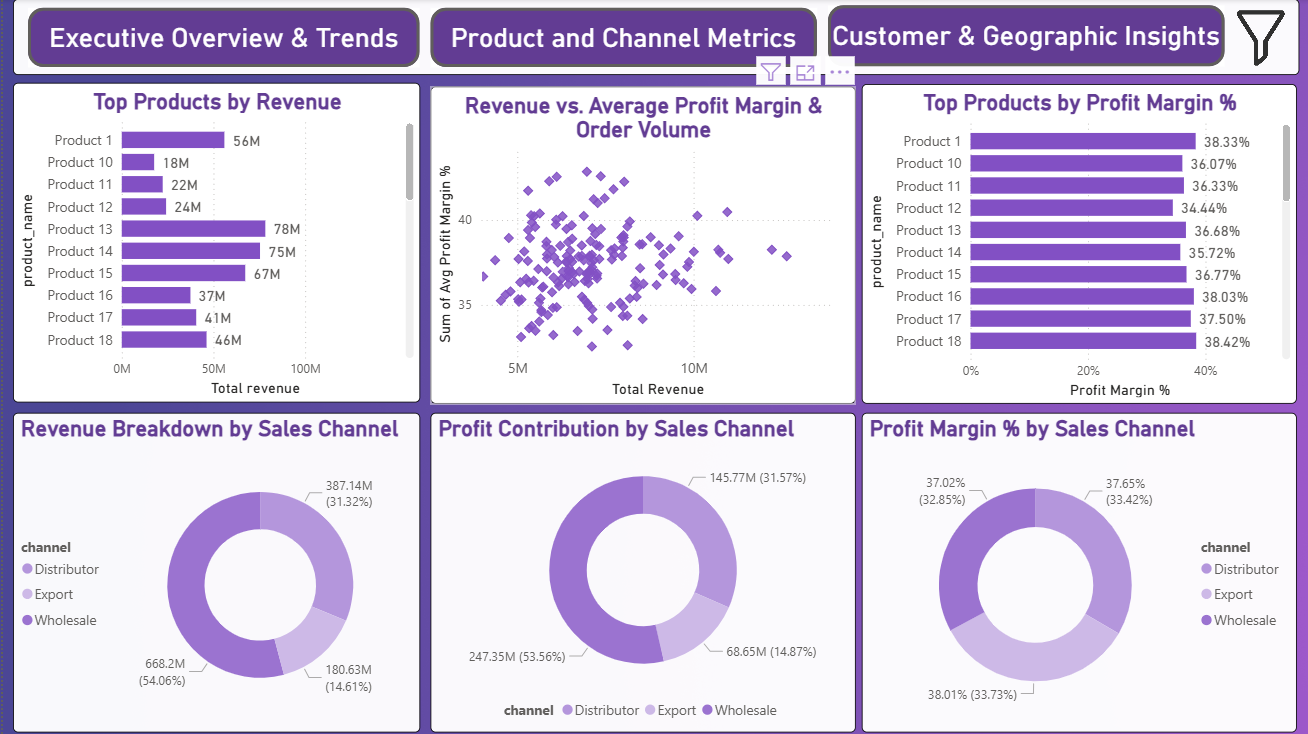 Executive Overview & Trends
Product and Channel Metrics
Customer & Geographic Insights
Top Products by Revenue
product_name
Product 1 56M
Product 10 18M
Product 11 22M
Product 12 24M
Product 13 78M
Product 14 75M
Product 15 67M
Product 16 37M
Product 17 41M
Product 18 46M
0M 50M 100M
Total revenue
Revenue vs. Average Profit Margin &
Order Volume
Sum of Avg Profit Margin %
40
35
5M 10M
Total Revenue
Top Products by Profit Margin %
product_name
Product 1 38.33%
Product 10 36.07%
Product 11 36.33%
Product 12 34.44%
Product 13 36.68%
Product 14 35.72%
Product 15 36.77%
Product 16 38.03%
Product 17 37.50%
Product 18 38.42%
0% 20% 40%
Profit Margin %
Revenue Breakdown by Sales Channel
channel
Distributor
Export
Wholesale
387.14M
(31.32%)
180.63M
(14.61%)
668.2M
(54.06%)
Profit Contribution by Sales Channel
145.77M (31.57%)
68.65M (14.87%)
247.35M (53.56%)
channel Distributor Export Wholesale
Profit Margin % by Sales Channel
37.02%
(32.85%)
37.65%
(33.42%)
38.01% (33.73%)
channel
Distributor
Export
Wholesale